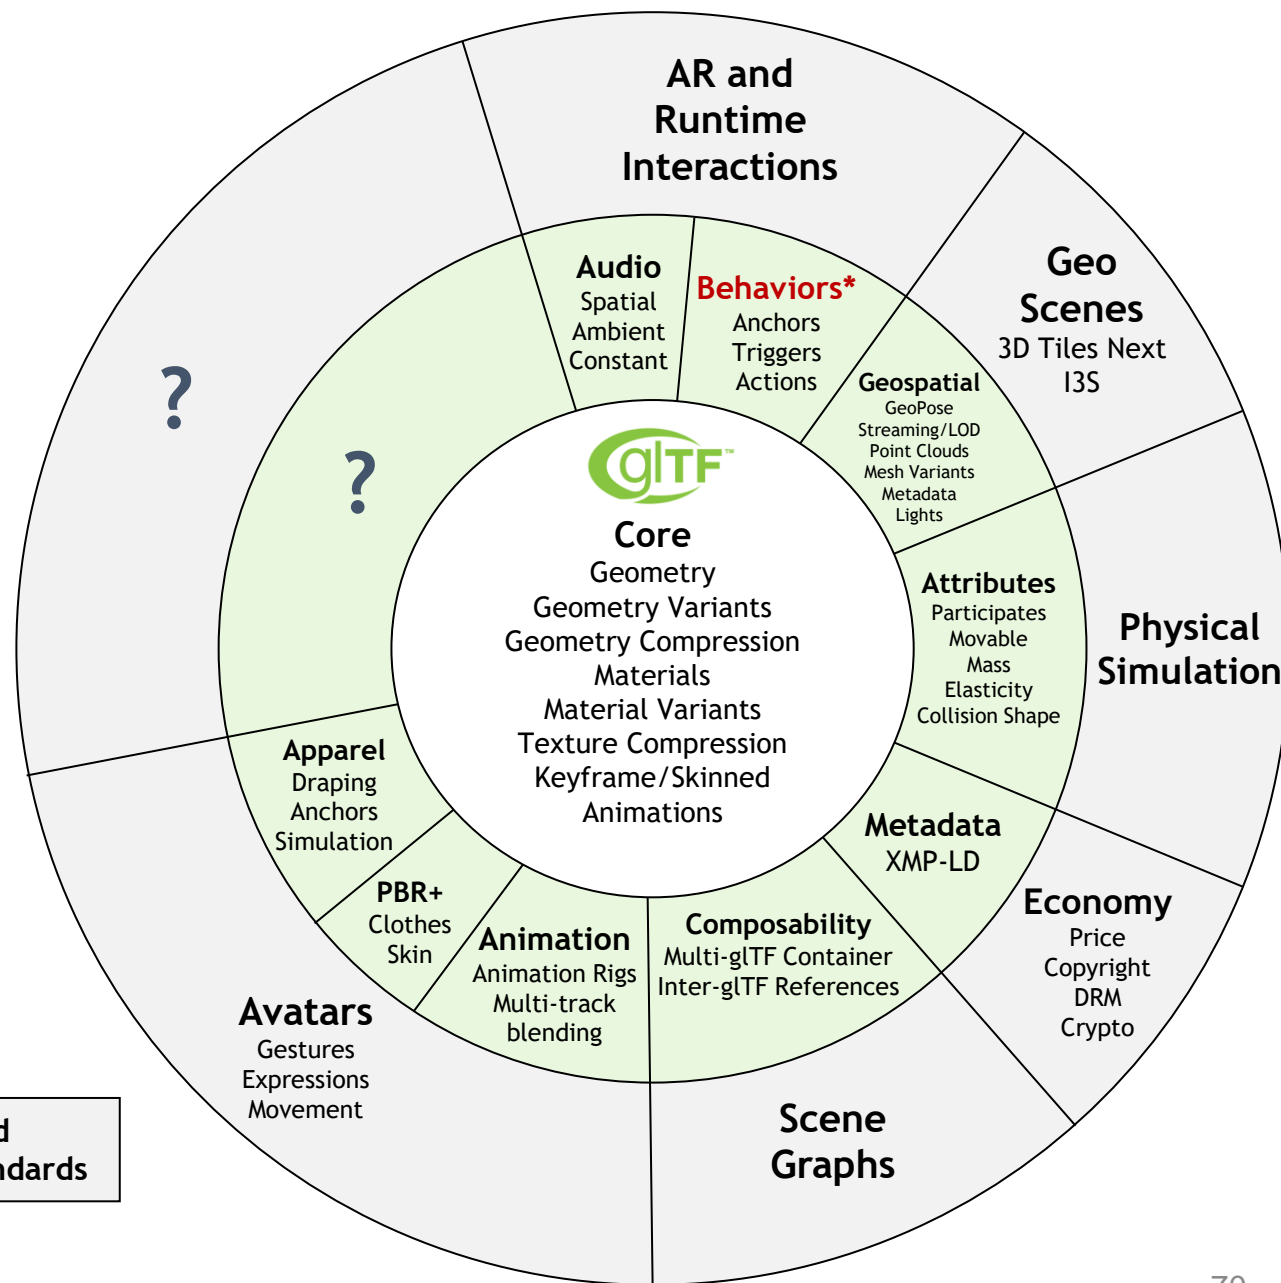 AR and
Runtime
Interactions
Geo
Scenes
3D Tiles Next
I3S
Physical
Simulation
Economy
Price
Copyright
DRM
Crypto
Scene
Graphs
Avatars
Gestures
Expressions
Movement
?
?
Audio
Spatial
Ambient
Constant
Behaviors*
Anchors
Triggers
Actions
Geospatial
GeoPose
Streaming/LOD
Point Clouds
Mesh Variants
Metadata
Lights
Attributes
Participates
Movable
Mass
Elasticity
Collision Shape
Metadata
XMP-LD
Composability
Multi-glTF Container
Inter-glTF References
Animation
Animation Rigs
Multi-track
blending
PBR+
Clothes
Skin
Apparel
Draping
Anchors
Simulation
glTF™
Core
Geometry
Geometry Variants
Geometry Compression
Materials
Material Variants
Texture Compression
Keyframe/Skinned
Animations